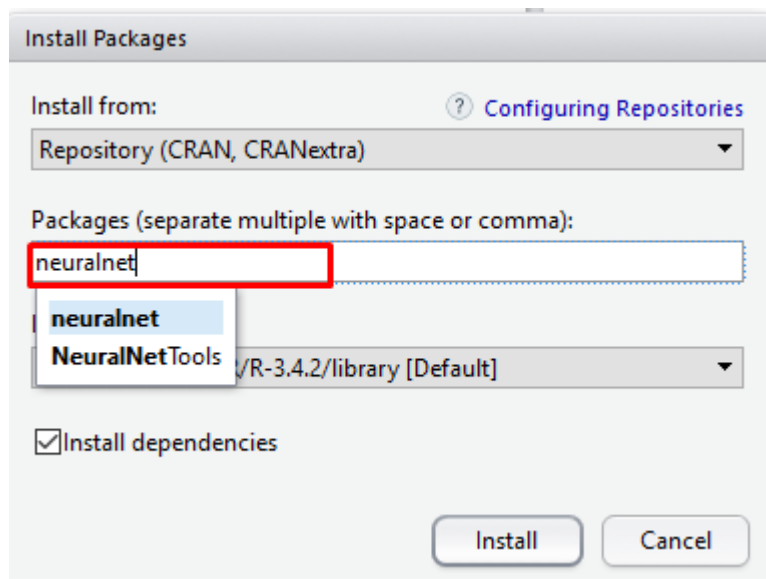 Install Packages
Install from:
? Configuring Repositories
Repository (CRAN, CRANextra)
Packages (separate multiple with space or comma):
neuralnet
neuralnet
NeuralNetTools
/R-3.4.2/library [Default]
Install dependencies
Install Cancel